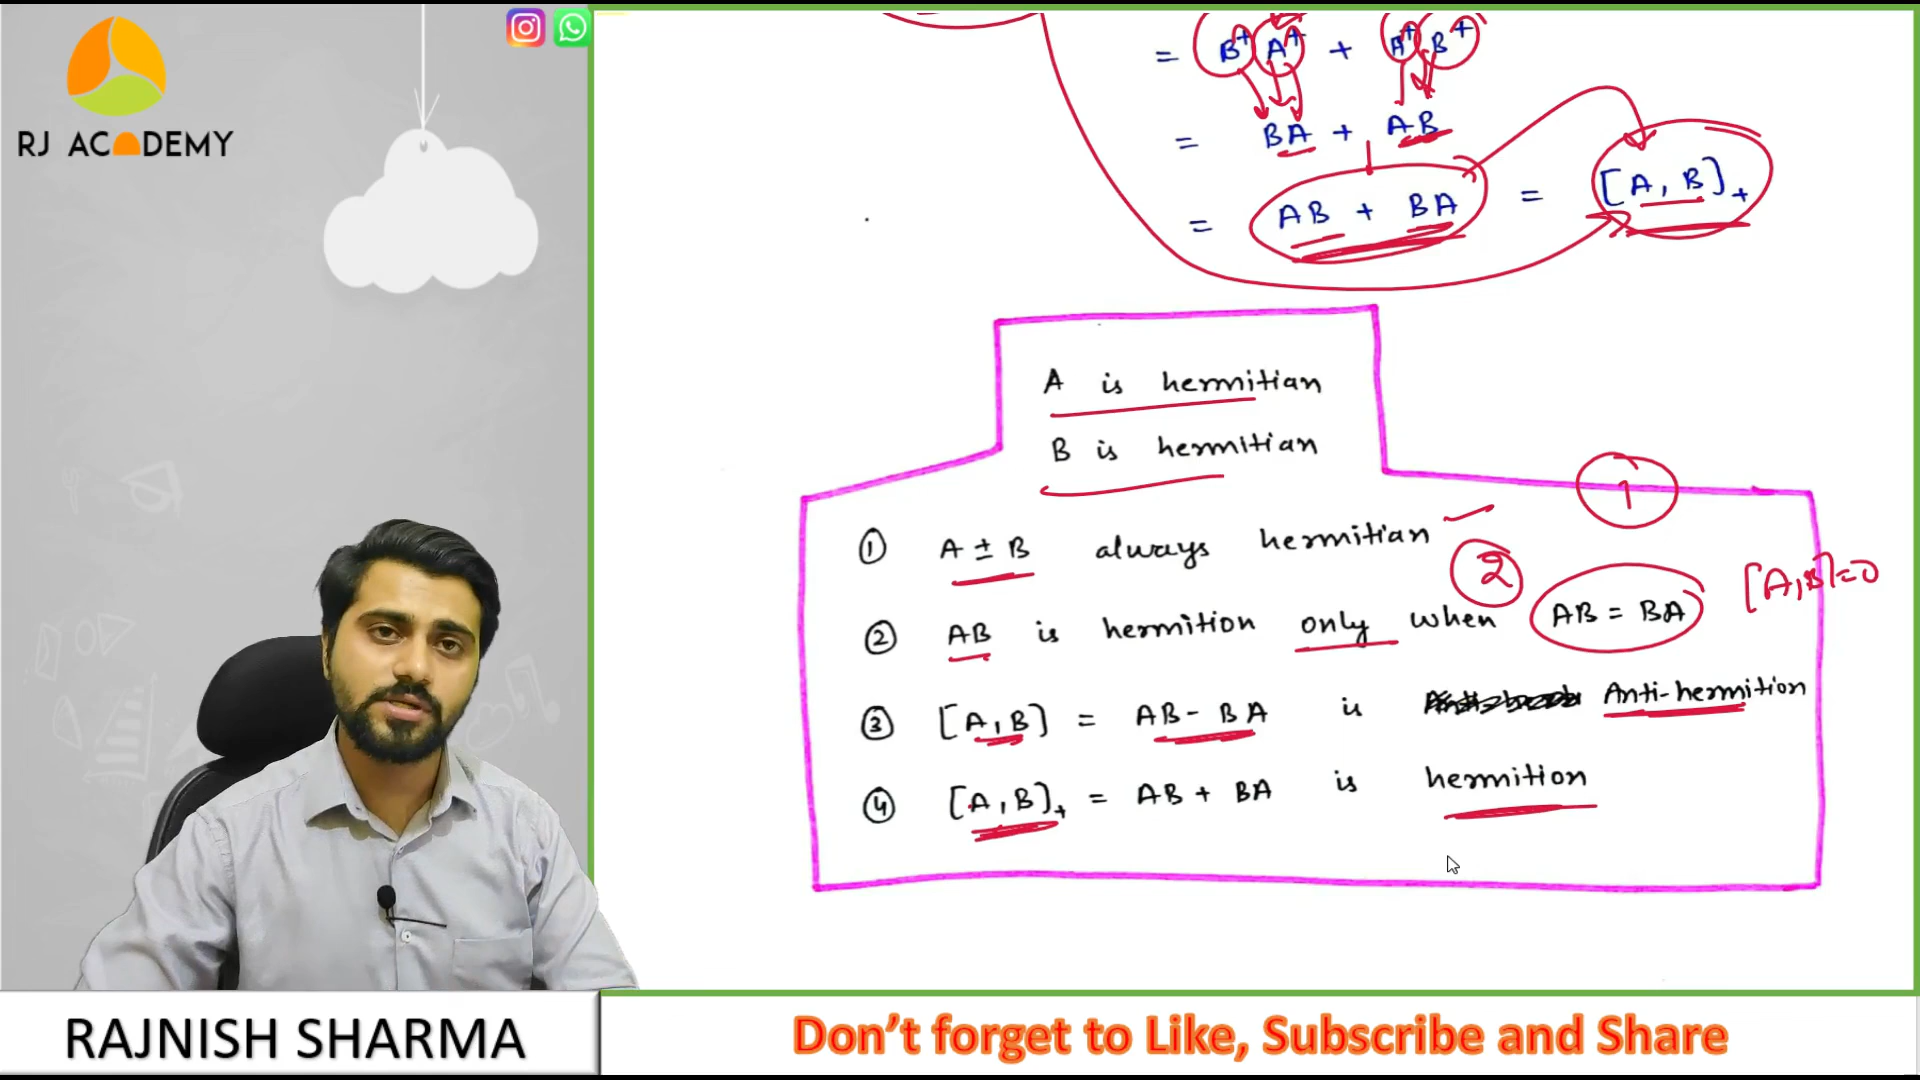 RJ ACADEMY
= B⁺ A⁺ + A⁺ B⁺
= BA + AB
= AB + BA = [A, B]₊
A is hermitian
B is hermitian
1
① A ± B always hermitian
2
② AB is hermition only when AB = BA [A,B]=0
③ [A, B] = AB - BA is Anti-hermition
④ [A, B]₊ = AB + BA is hermition
RAJNISH SHARMA
Don't forget to Like, Subscribe and Share